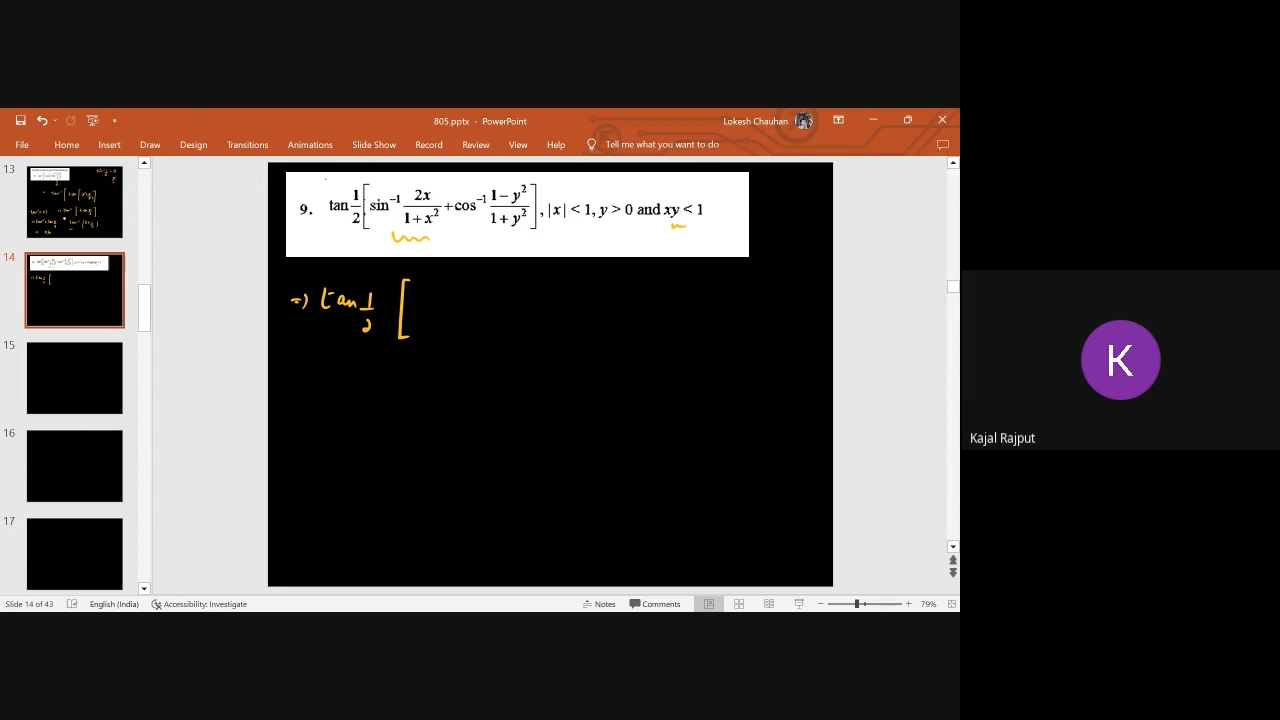 805.pptx - PowerPoint
Lokesh Chauhan
File Home Insert Draw Design Transitions Animations Slide Show Record Review View Help Tell me what you want to do
13
14
15
16
17
9. tan 1/2 [ sin⁻¹ 2x/(1+x²) + cos⁻¹ (1−y²)/(1+y²) ], |x| < 1, y > 0 and xy < 1
=) tan 1/2 [
K
Kajal Rajput
Slide 14 of 43 English (India) Accessibility: Investigate Notes Comments 79%